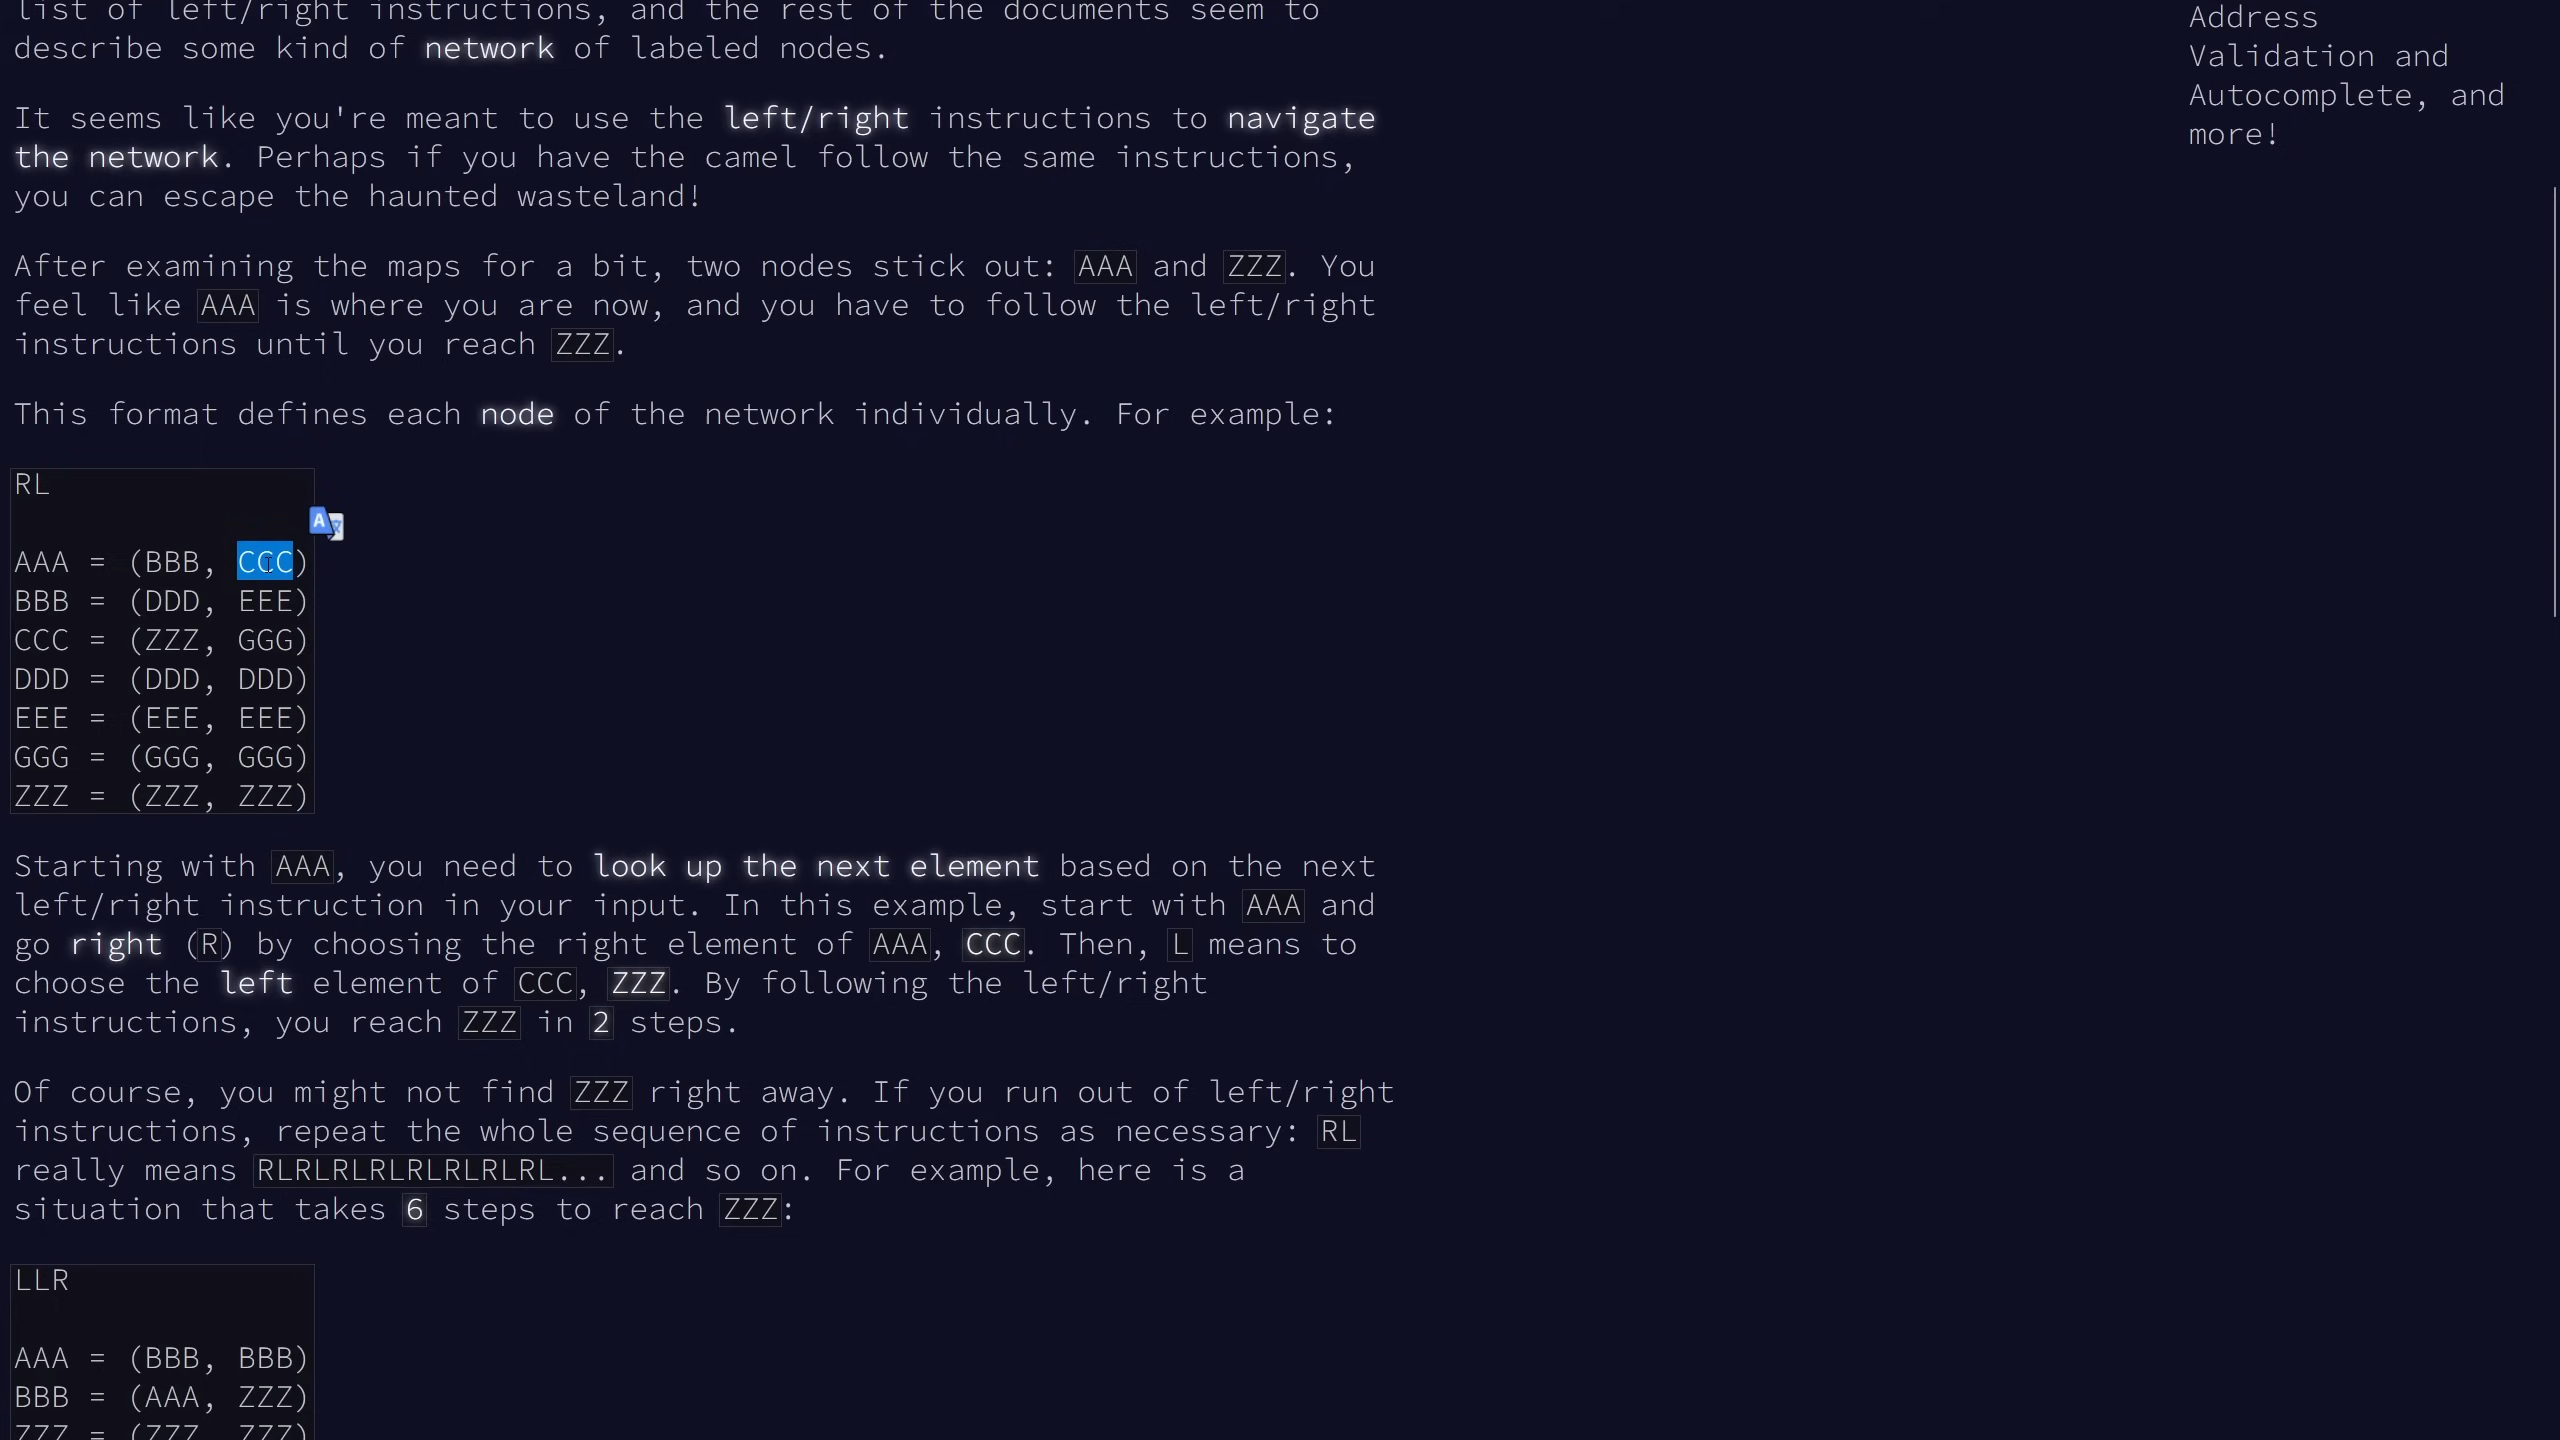 list of left/right instructions, and the rest of the documents seem to
describe some kind of network of labeled nodes.
It seems like you're meant to use the left/right instructions to navigate
the network. Perhaps if you have the camel follow the same instructions,
you can escape the haunted wasteland!
After examining the maps for a bit, two nodes stick out: AAA and ZZZ. You
feel like AAA is where you are now, and you have to follow the left/right
instructions until you reach ZZZ.
This format defines each node of the network individually. For example:
RL
AAA = (BBB, CCC)
BBB = (DDD, EEE)
CCC = (ZZZ, GGG)
DDD = (DDD, DDD)
EEE = (EEE, EEE)
GGG = (GGG, GGG)
ZZZ = (ZZZ, ZZZ)
Starting with AAA, you need to look up the next element based on the next
left/right instruction in your input. In this example, start with AAA and
go right (R) by choosing the right element of AAA, CCC. Then, L means to
choose the left element of CCC, ZZZ. By following the left/right
instructions, you reach ZZZ in 2 steps.
Of course, you might not find ZZZ right away. If you run out of left/right
instructions, repeat the whole sequence of instructions as necessary: RL
really means RLRLRLRLRLRLRLRL... and so on. For example, here is a
situation that takes 6 steps to reach ZZZ:
LLR
AAA = (BBB, BBB)
BBB = (AAA, ZZZ)
ZZZ = (ZZZ, ZZZ)
Address
Validation and
Autocomplete, and
more!